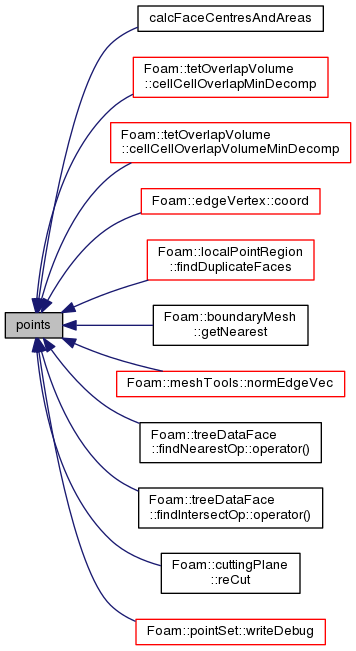 calcFaceCentresAndAreas
Foam::tetOverlapVolume
::cellCellOverlapMinDecomp
Foam::tetOverlapVolume
::cellCellOverlapVolumeMinDecomp
Foam::edgeVertex::coord
Foam::localPointRegion
::findDuplicateFaces
points
Foam::boundaryMesh
::getNearest
Foam::meshTools::normEdgeVec
Foam::treeDataFace
::findNearestOp::operator()
Foam::treeDataFace
::findIntersectOp::operator()
Foam::cuttingPlane
::reCut
Foam::pointSet::writeDebug